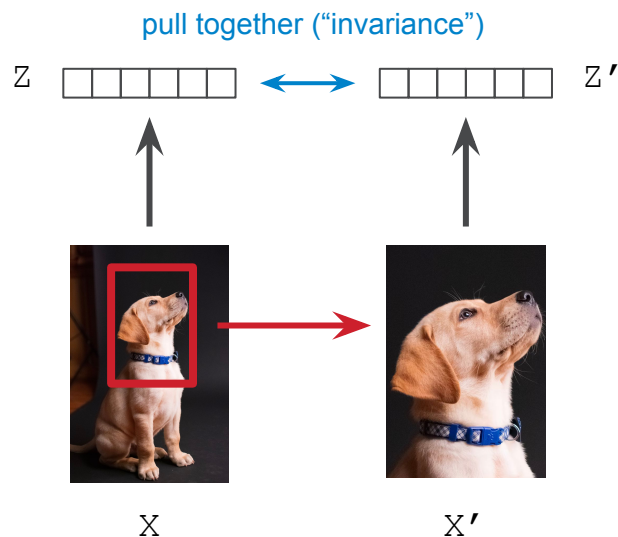 pull together (“invariance”)
Z
Z'
X
X'